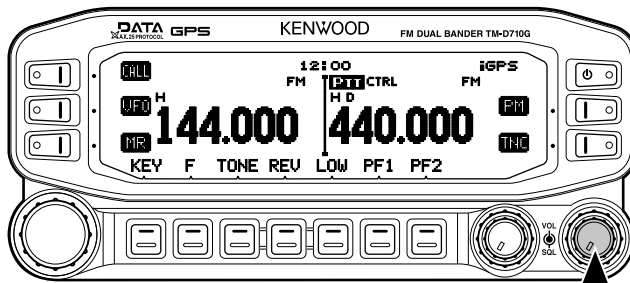 DATA GPS KENWOOD FM DUAL BANDER TM-D710G
AX.25 PROTOCOL
CALL 12:00 iGPS
FM PTT CTRL FM
VFO H H D PM
MR 144.000 440.000 TNC
KEY F TONE REV LOW PF1 PF2
VOL
SQL